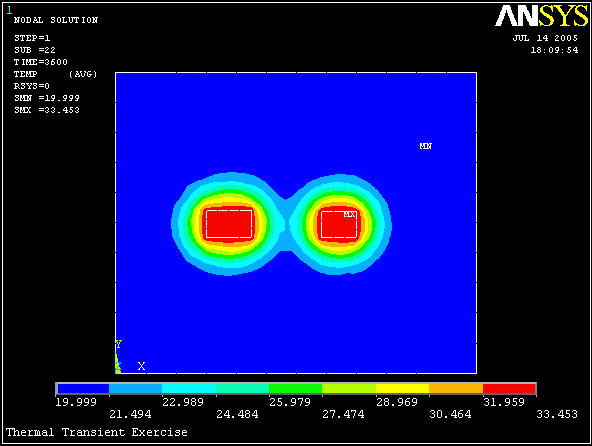 1
NODAL SOLUTION
ANSYS
STEP=1
SUB =22
TIME=3600
TEMP (AVG)
RSYS=0
SMN =19.999
SMX =33.453
JUL 14 2005
18:09:54
MN
MX
Y
X
19.999 22.989 25.979 28.969 31.959
21.494 24.484 27.474 30.464 33.453
Thermal Transient Exercise